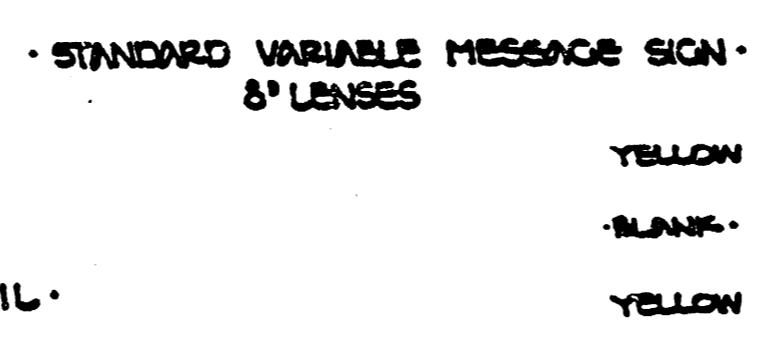 · STANDARD VARIABLE MESSAGE SIGN ·
8" LENSES
YELLOW
· BLANK ·
IL ·
YELLOW